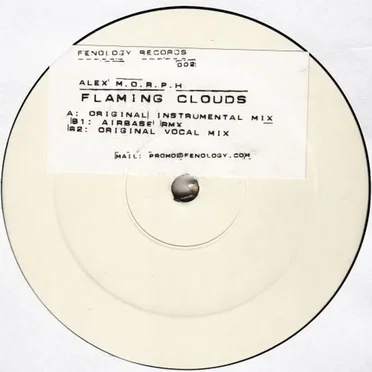 FENOLOGY RECORDS
002
ALEX M.O.R.P.H
FLAMING CLOUDS
A: ORIGINAL INSTRUMENTAL MIX
B1: AIRBASE RMX
B2: ORIGINAL VOCAL MIX
MAIL: PROMO@FENOLOGY.COM